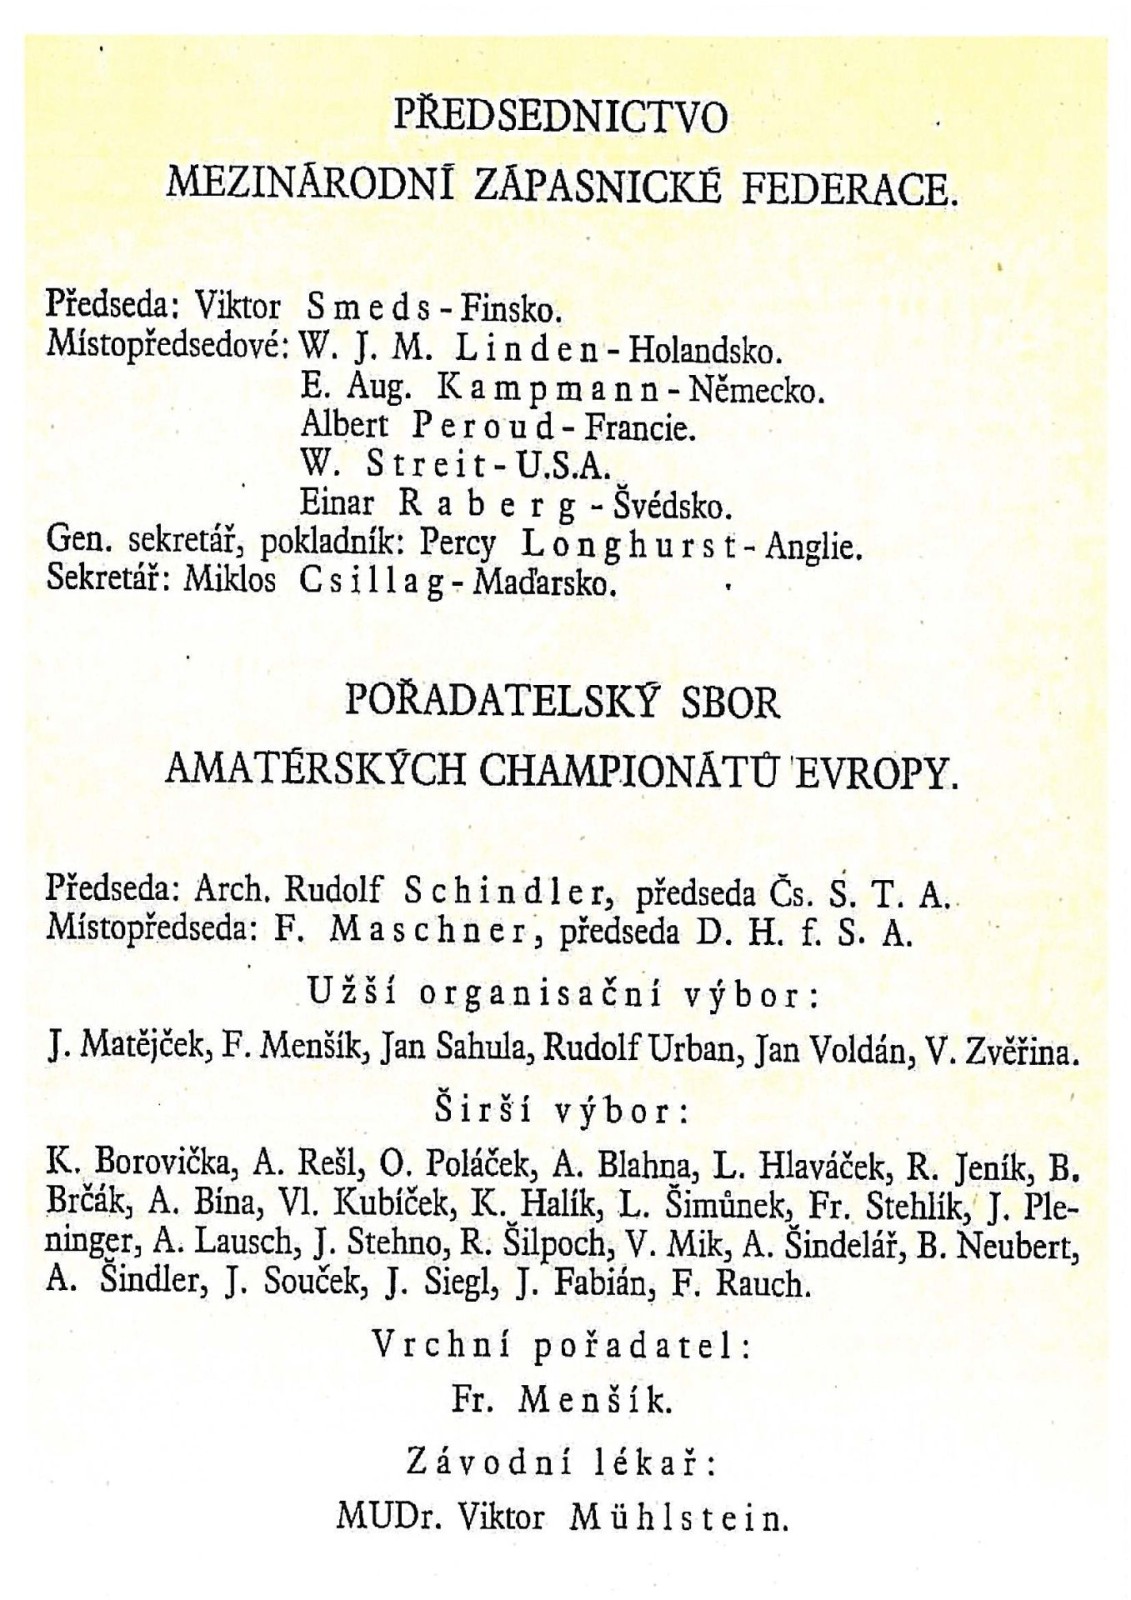 PŘEDSEDNICTVO
MEZINÁRODNÍ ZÁPASNICKÉ FEDERACE.
Předseda: Viktor Smeds - Finsko.
Místopředsedové: W. J. M. Linden - Holandsko.
E. Aug. Kampmann - Německo.
Albert Peroud - Francie.
W. Streit - U.S.A.
Einar Raberg - Švédsko.
Gen. sekretář, pokladník: Percy Longhurst - Anglie.
Sekretář: Miklos Csillag - Maďarsko.
POŘADATELSKÝ SBOR
AMATÉRSKÝCH CHAMPIONÁTŮ EVROPY.
Předseda: Arch. Rudolf Schindler, předseda Čs. S. T. A.
Místopředseda: F. Maschner, předseda D. H. f. S. A.
Užší organisační výbor:
J. Matějček, F. Menšík, Jan Sahula, Rudolf Urban, Jan Voldán, V. Zvěřina.
Širší výbor:
K. Borovička, A. Rešl, O. Poláček, A. Blahna, L. Hlaváček, R. Jeník, B.
Brčák, A. Bína, Vl. Kubíček, K. Halík, L. Šimůnek, Fr. Stehlík, J. Ple-
ninger, A. Lausch, J. Stehno, R. Šilpoch, V. Mik, A. Šindelář, B. Neubert,
A. Šindler, J. Souček, J. Siegl, J. Fabián, F. Rauch.
Vrchní pořadatel:
Fr. Menšík.
Závodní lékař:
MUDr. Viktor Mühlstein.